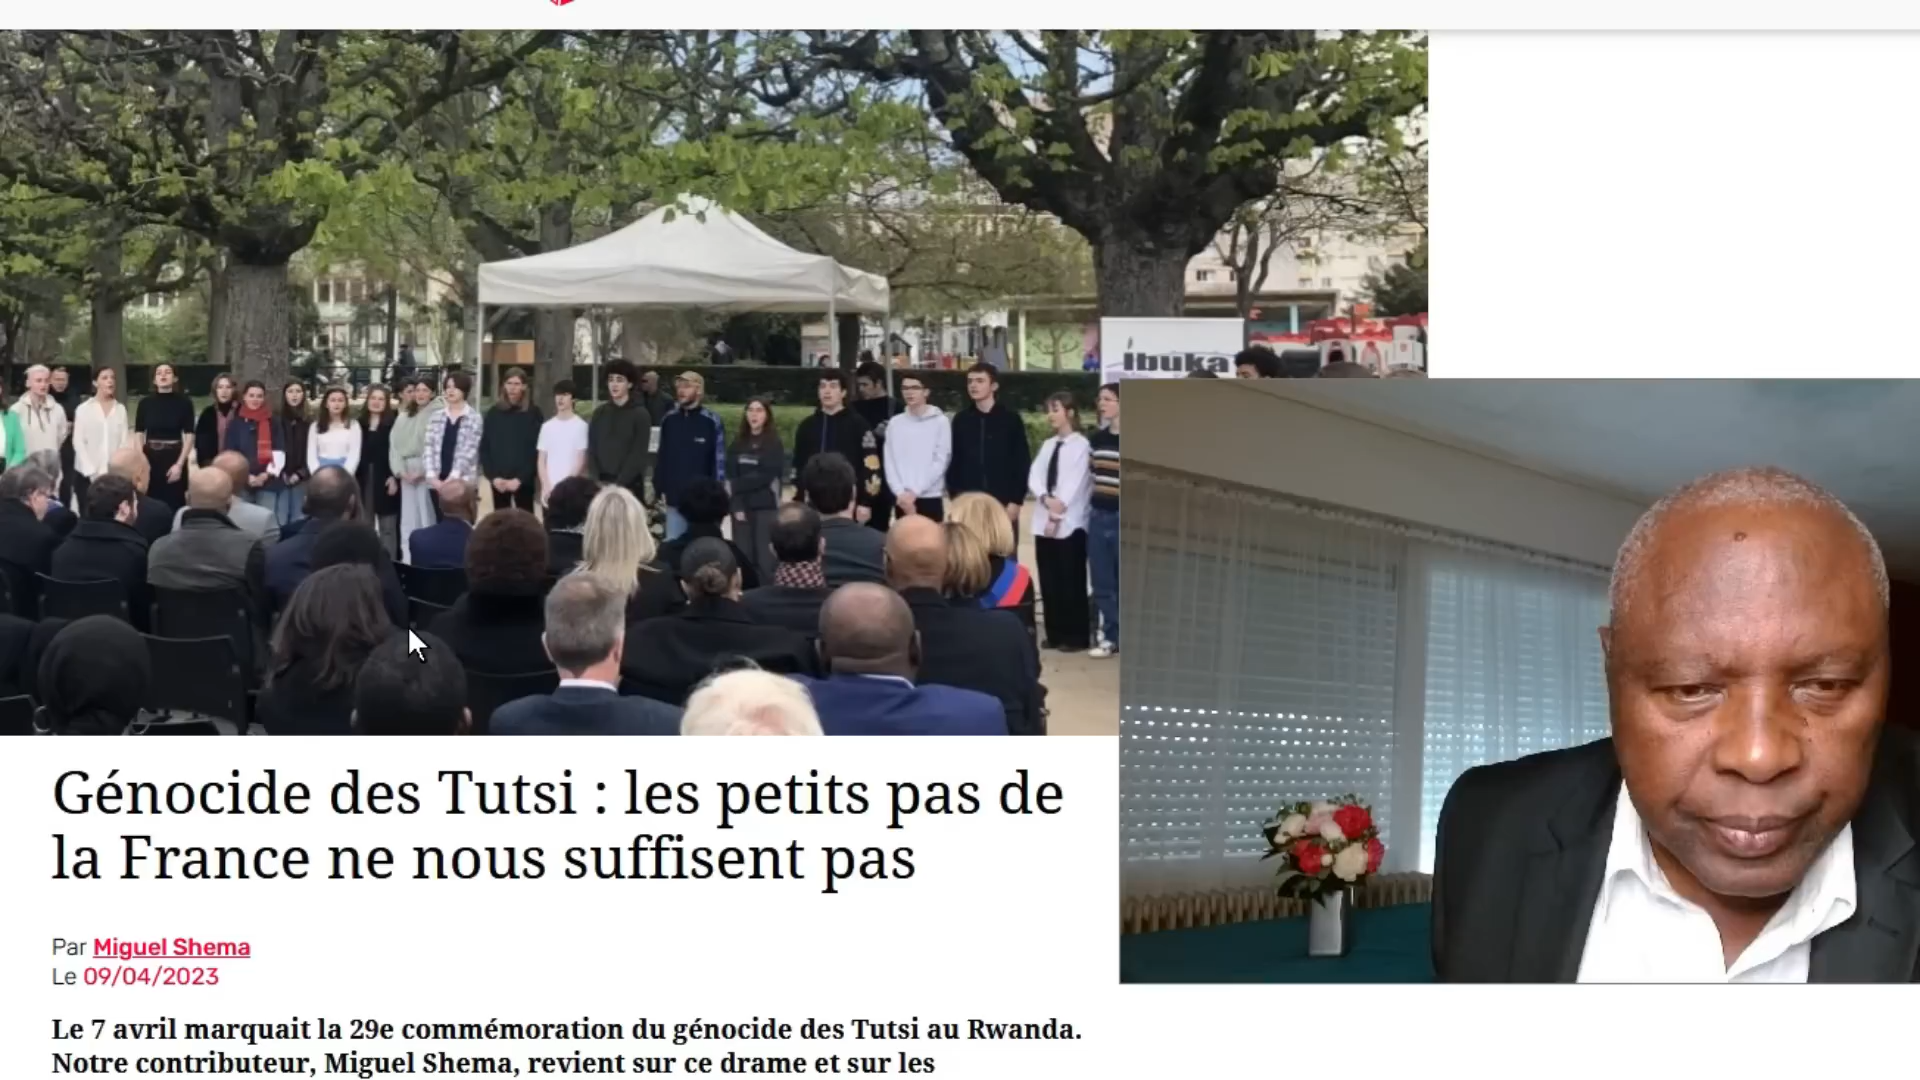 ibuka
Génocide des Tutsi : les petits pas de
la France ne nous suffisent pas
Par Miguel Shema
Le 09/04/2023
Le 7 avril marquait la 29e commémoration du génocide des Tutsi au Rwanda.
Notre contributeur, Miguel Shema, revient sur ce drame et sur les